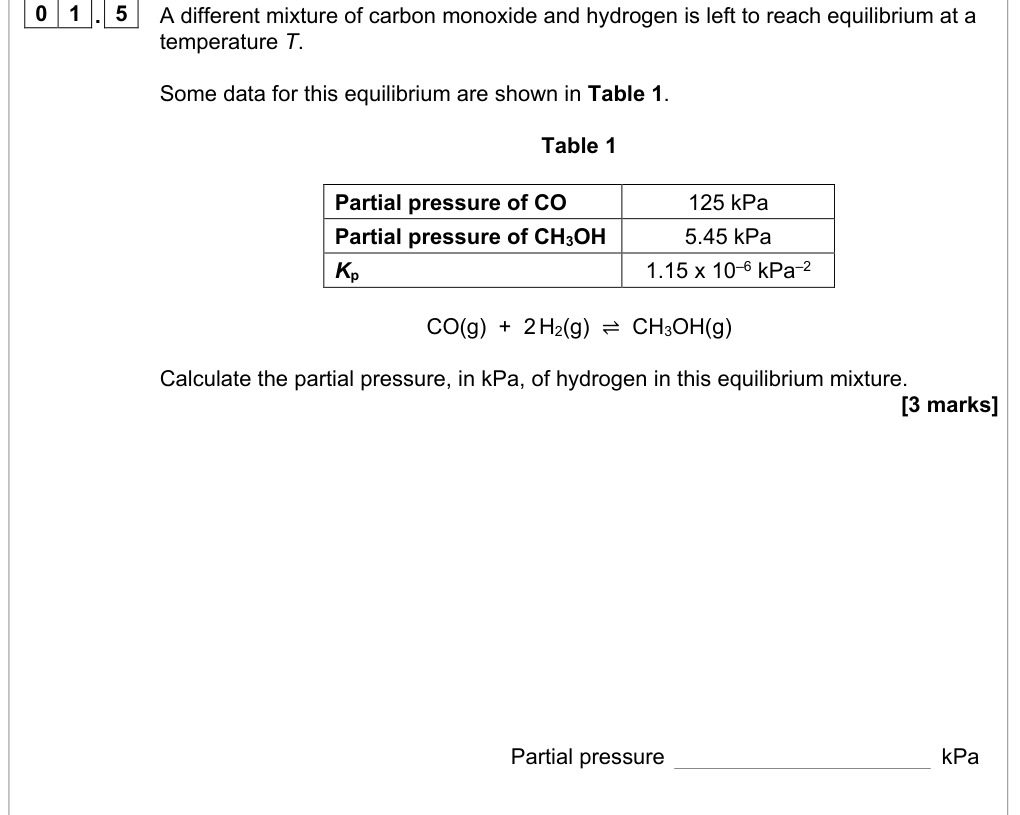 0 1 . 5 A different mixture of carbon monoxide and hydrogen is left to reach equilibrium at a
temperature T.
Some data for this equilibrium are shown in Table 1.
Table 1
Partial pressure of CO 125 kPa
Partial pressure of CH₃OH 5.45 kPa
Kₚ 1.15 x 10⁻⁶ kPa⁻²
CO(g) + 2H₂(g) ⇌ CH₃OH(g)
Calculate the partial pressure, in kPa, of hydrogen in this equilibrium mixture.
[3 marks]
Partial pressure ____________________ kPa